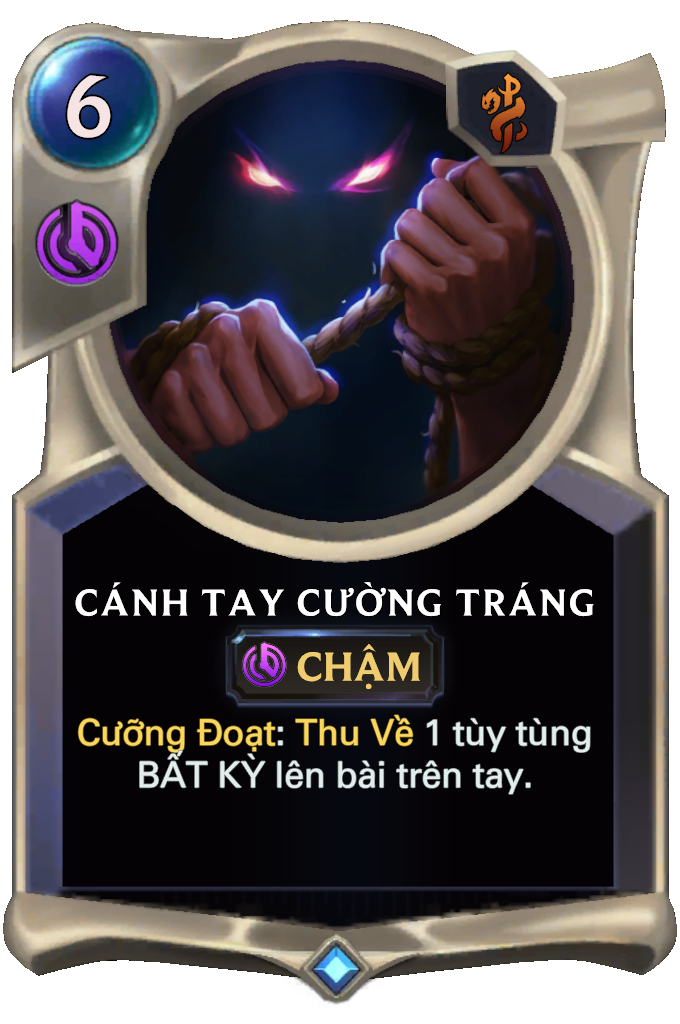 6
CÁNH TAY CƯỜNG TRÁNG
CHẬM
Cưỡng Đoạt: Thu Về 1 tùy tùng
BẤT KỲ lên bài trên tay.